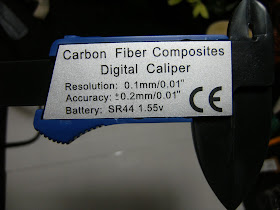 Carbon Fiber Composites
Digital Caliper
Resolution: 0.1mm/0.01"
Accuracy: ±0.2mm/0.01"
Battery: SR44 1.55v
CE